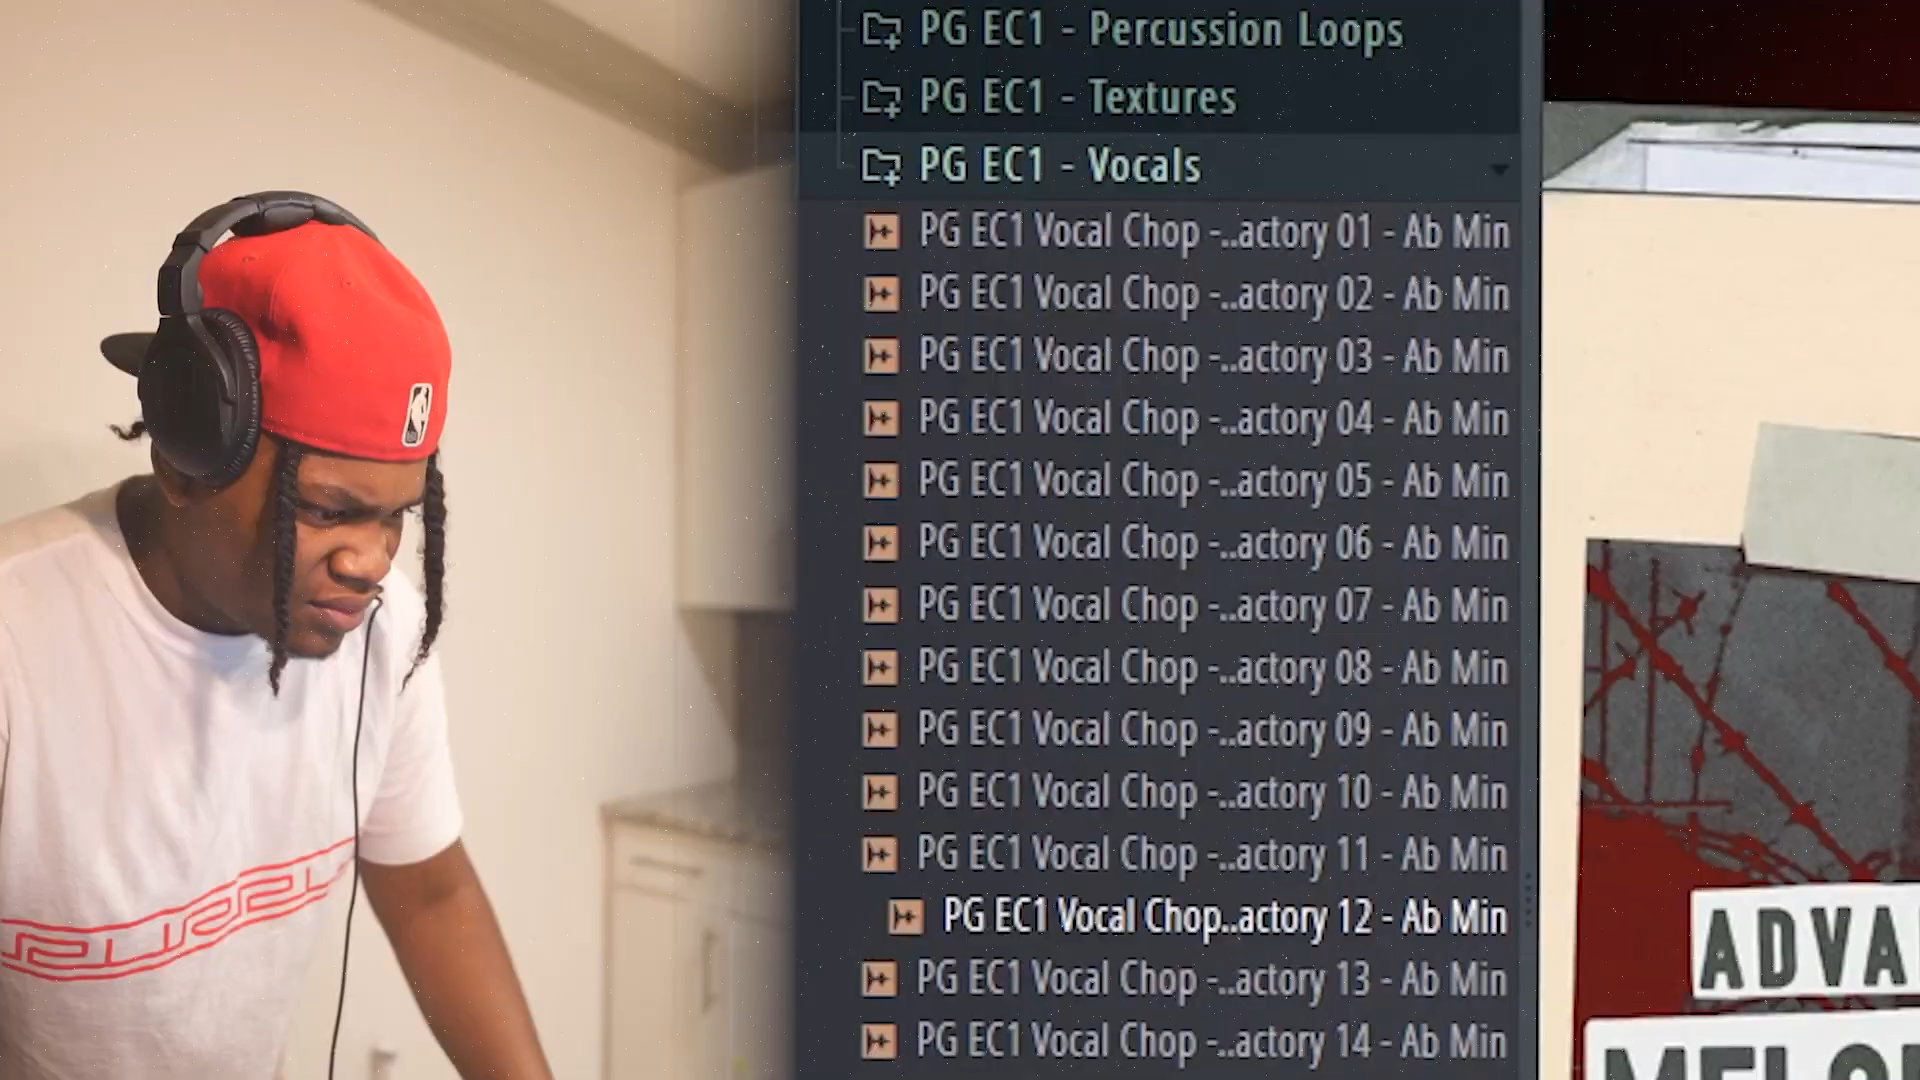 PG EC1 - Percussion Loops
PG EC1 - Textures
PG EC1 - Vocals
PG EC1 Vocal Chop -..actory 01 - Ab Min
PG EC1 Vocal Chop -..actory 02 - Ab Min
PG EC1 Vocal Chop -..actory 03 - Ab Min
PG EC1 Vocal Chop -..actory 04 - Ab Min
PG EC1 Vocal Chop -..actory 05 - Ab Min
PG EC1 Vocal Chop -..actory 06 - Ab Min
PG EC1 Vocal Chop -..actory 07 - Ab Min
PG EC1 Vocal Chop -..actory 08 - Ab Min
PG EC1 Vocal Chop -..actory 09 - Ab Min
PG EC1 Vocal Chop -..actory 10 - Ab Min
PG EC1 Vocal Chop -..actory 11 - Ab Min
PG EC1 Vocal Chop..actory 12 - Ab Min
PG EC1 Vocal Chop -..actory 13 - Ab Min
PG EC1 Vocal Chop -..actory 14 - Ab Min
ADVA